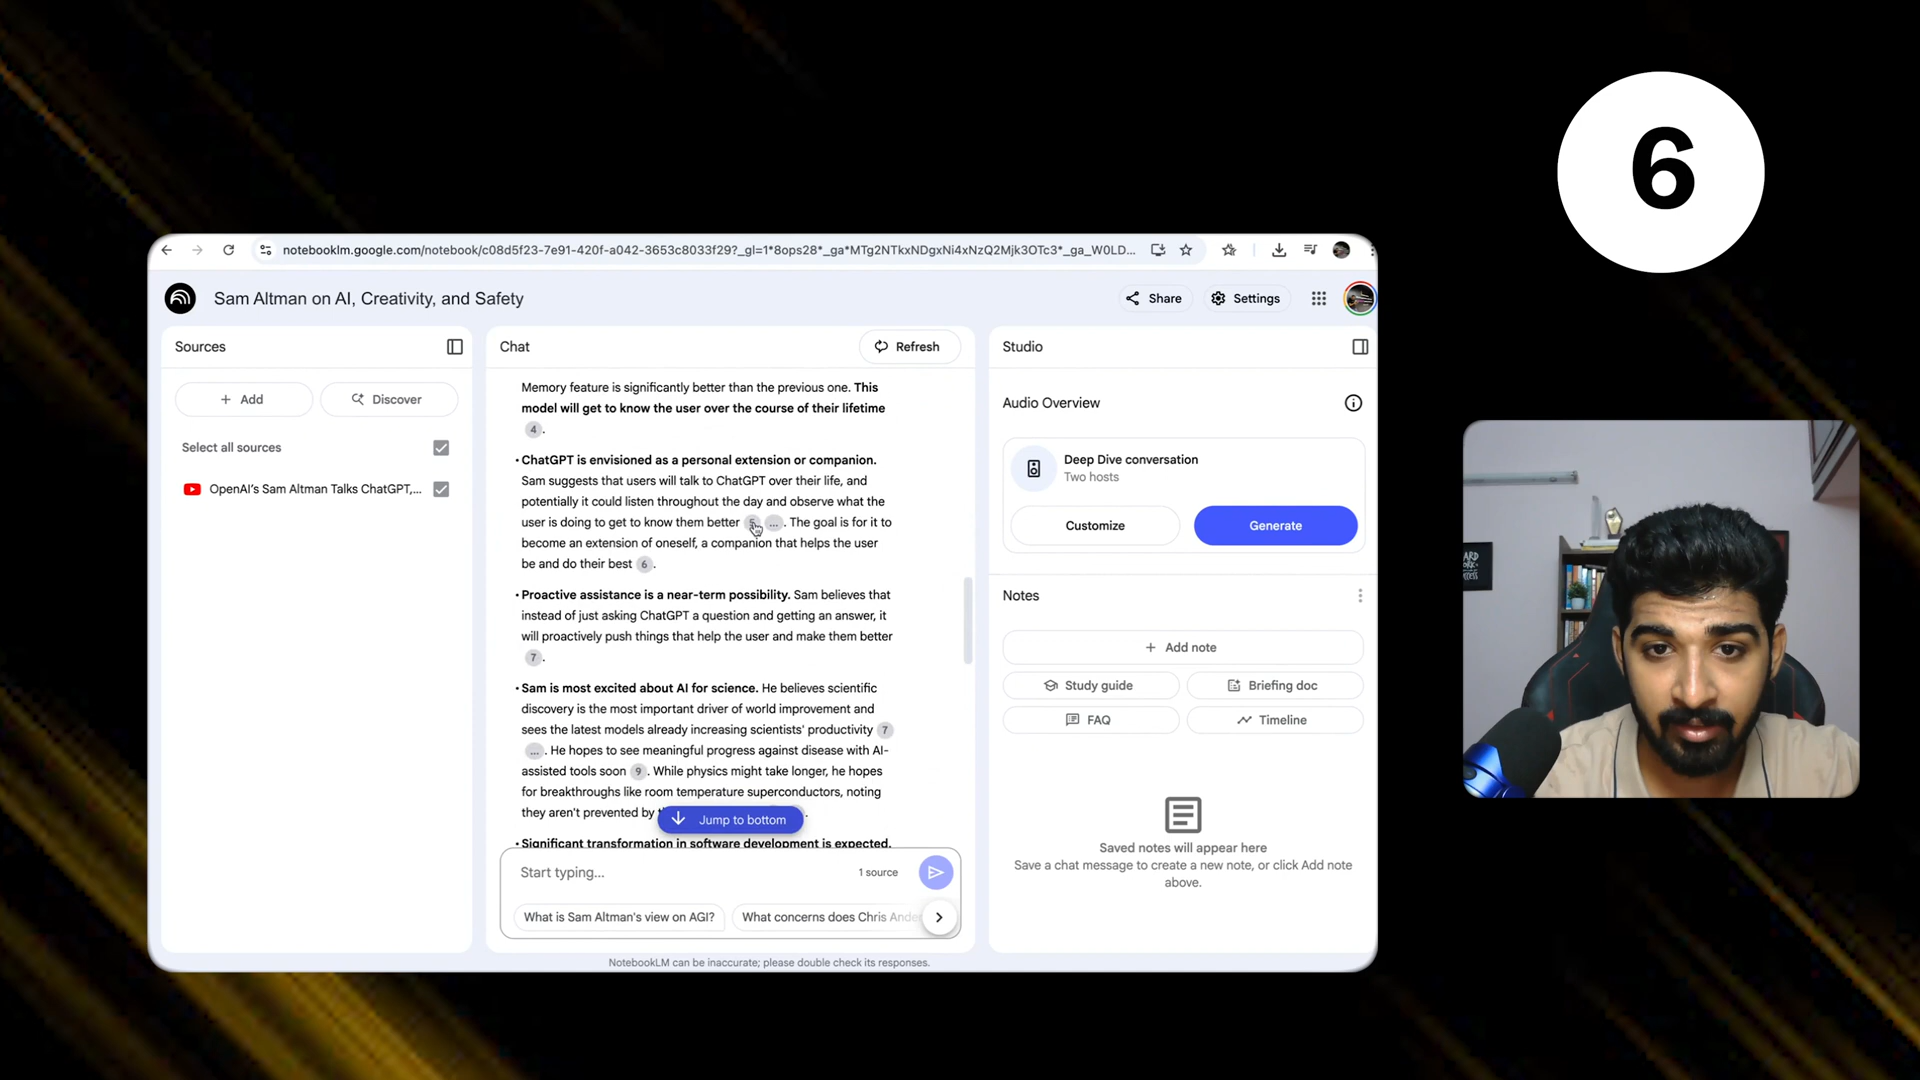 6
notebooklm.google.com/notebook/c08d5f23-7e91-420f-a042-3653c8033f29?_gl=1*8ops28*_ga*MTg2NTkxNDgxNi4xNzQ2Mjk3OTc3*_ga_W0LD...
Sam Altman on AI, Creativity, and Safety
Share
Settings
Sources
Add
Discover
Select all sources
OpenAI's Sam Altman Talks ChatGPT,...
Chat
Refresh
Memory feature is significantly better than the previous one. This
model will get to know the user over the course of their lifetime
4 .
• ChatGPT is envisioned as a personal extension or companion.
Sam suggests that users will talk to ChatGPT over their life, and
potentially it could listen throughout the day and observe what the
user is doing to get to know them better 5 ... . The goal is for it to
become an extension of oneself, a companion that helps the user
be and do their best 6 .
• Proactive assistance is a near-term possibility. Sam believes that
instead of just asking ChatGPT a question and getting an answer, it
will proactively push things that help the user and make them better
7 .
• Sam is most excited about AI for science. He believes scientific
discovery is the most important driver of world improvement and
sees the latest models already increasing scientists' productivity 7
... . He hopes to see meaningful progress against disease with AI-
assisted tools soon 9 . While physics might take longer, he hopes
for breakthroughs like room temperature superconductors, noting
they aren't prevented by
Jump to bottom
• Significant transformation in software development is expected.
Start typing...
1 source
What is Sam Altman's view on AGI?
What concerns does Chris Ande
NotebookLM can be inaccurate; please double check its responses.
Studio
Audio Overview
Deep Dive conversation
Two hosts
Customize
Generate
Notes
Add note
Study guide
Briefing doc
FAQ
Timeline
Saved notes will appear here
Save a chat message to create a new note, or click Add note
above.